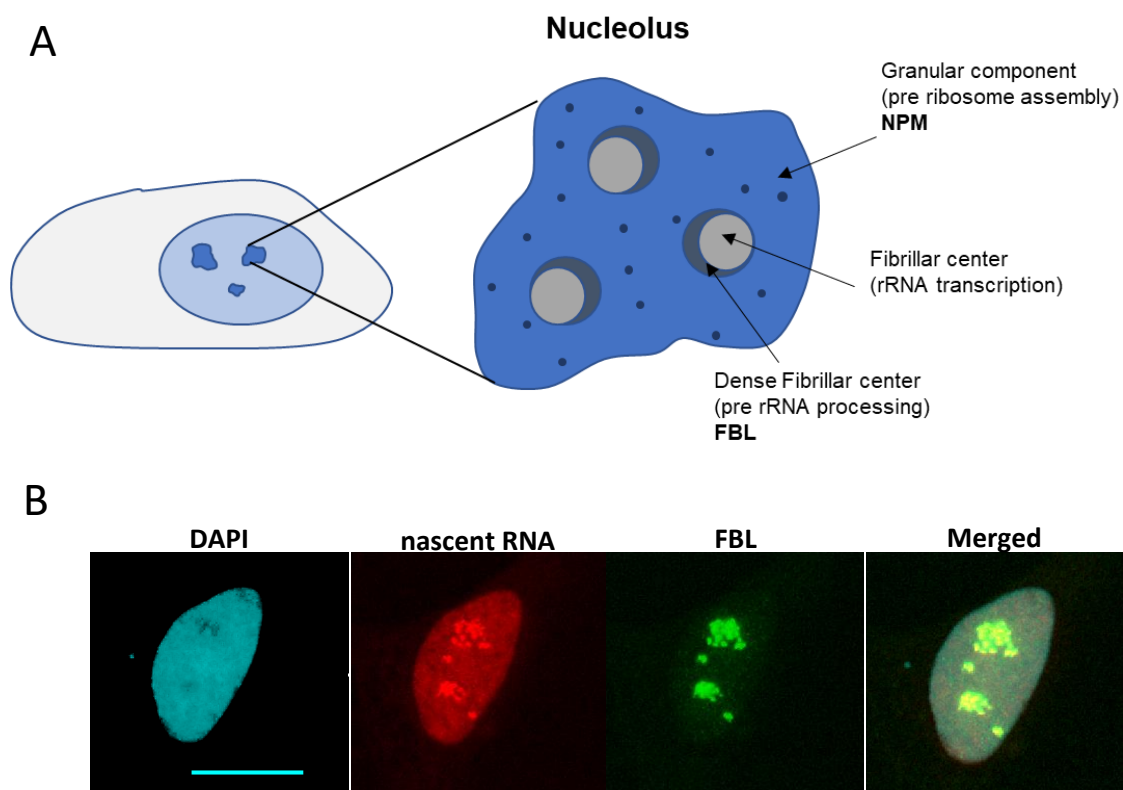 A
Nucleolus
Granular component
(pre ribosome assembly)
NPM
Fibrillar center
(rRNA transcription)
Dense Fibrillar center
(pre rRNA processing)
FBL
B
DAPI
nascent RNA
FBL
Merged